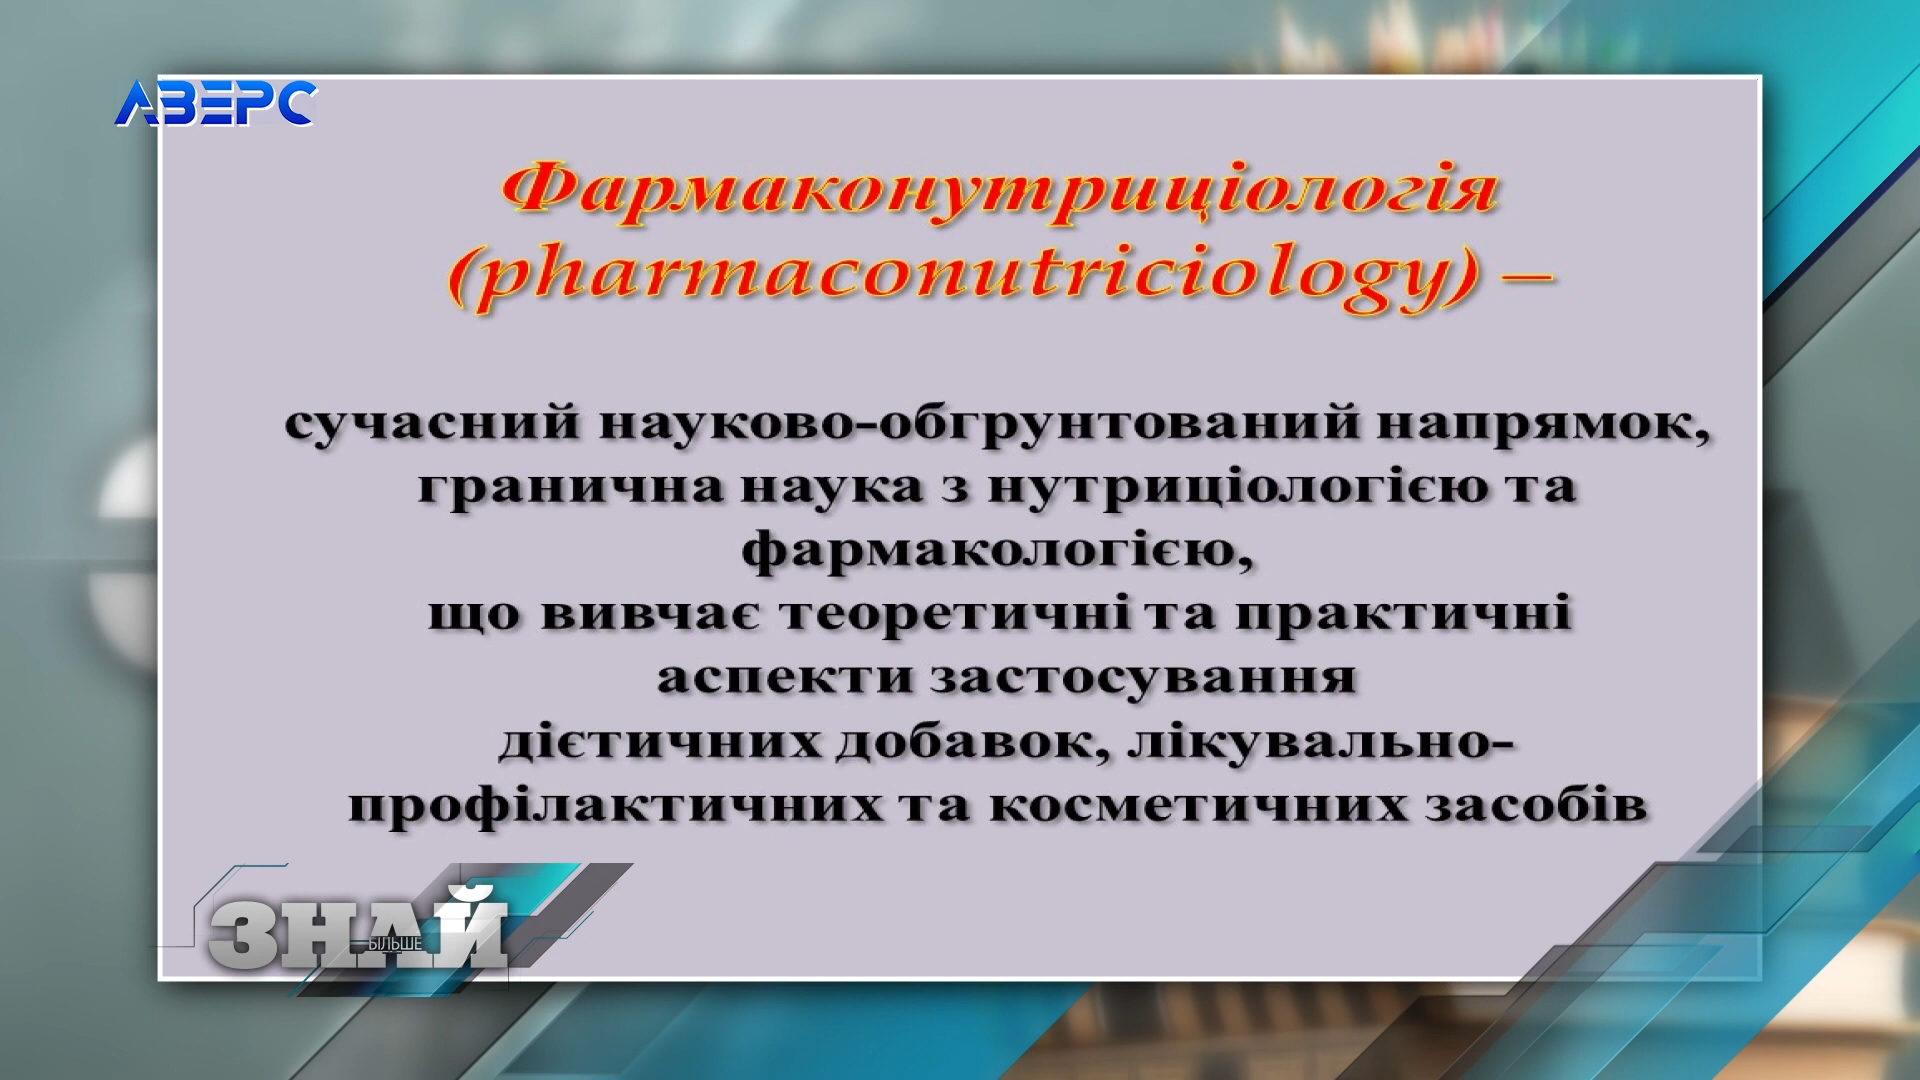 АВЕРС
Фармаконутриціологія
(pharmaconutriciology) –
сучасний науково-обгрунтований напрямок,
гранична наука з нутриціологією та
фармакологією,
що вивчає теоретичні та практичні
аспекти застосування
дієтичних добавок, лікувально-
профілактичних та косметичних засобів
ЗНАЙ
БІЛЬШЕ